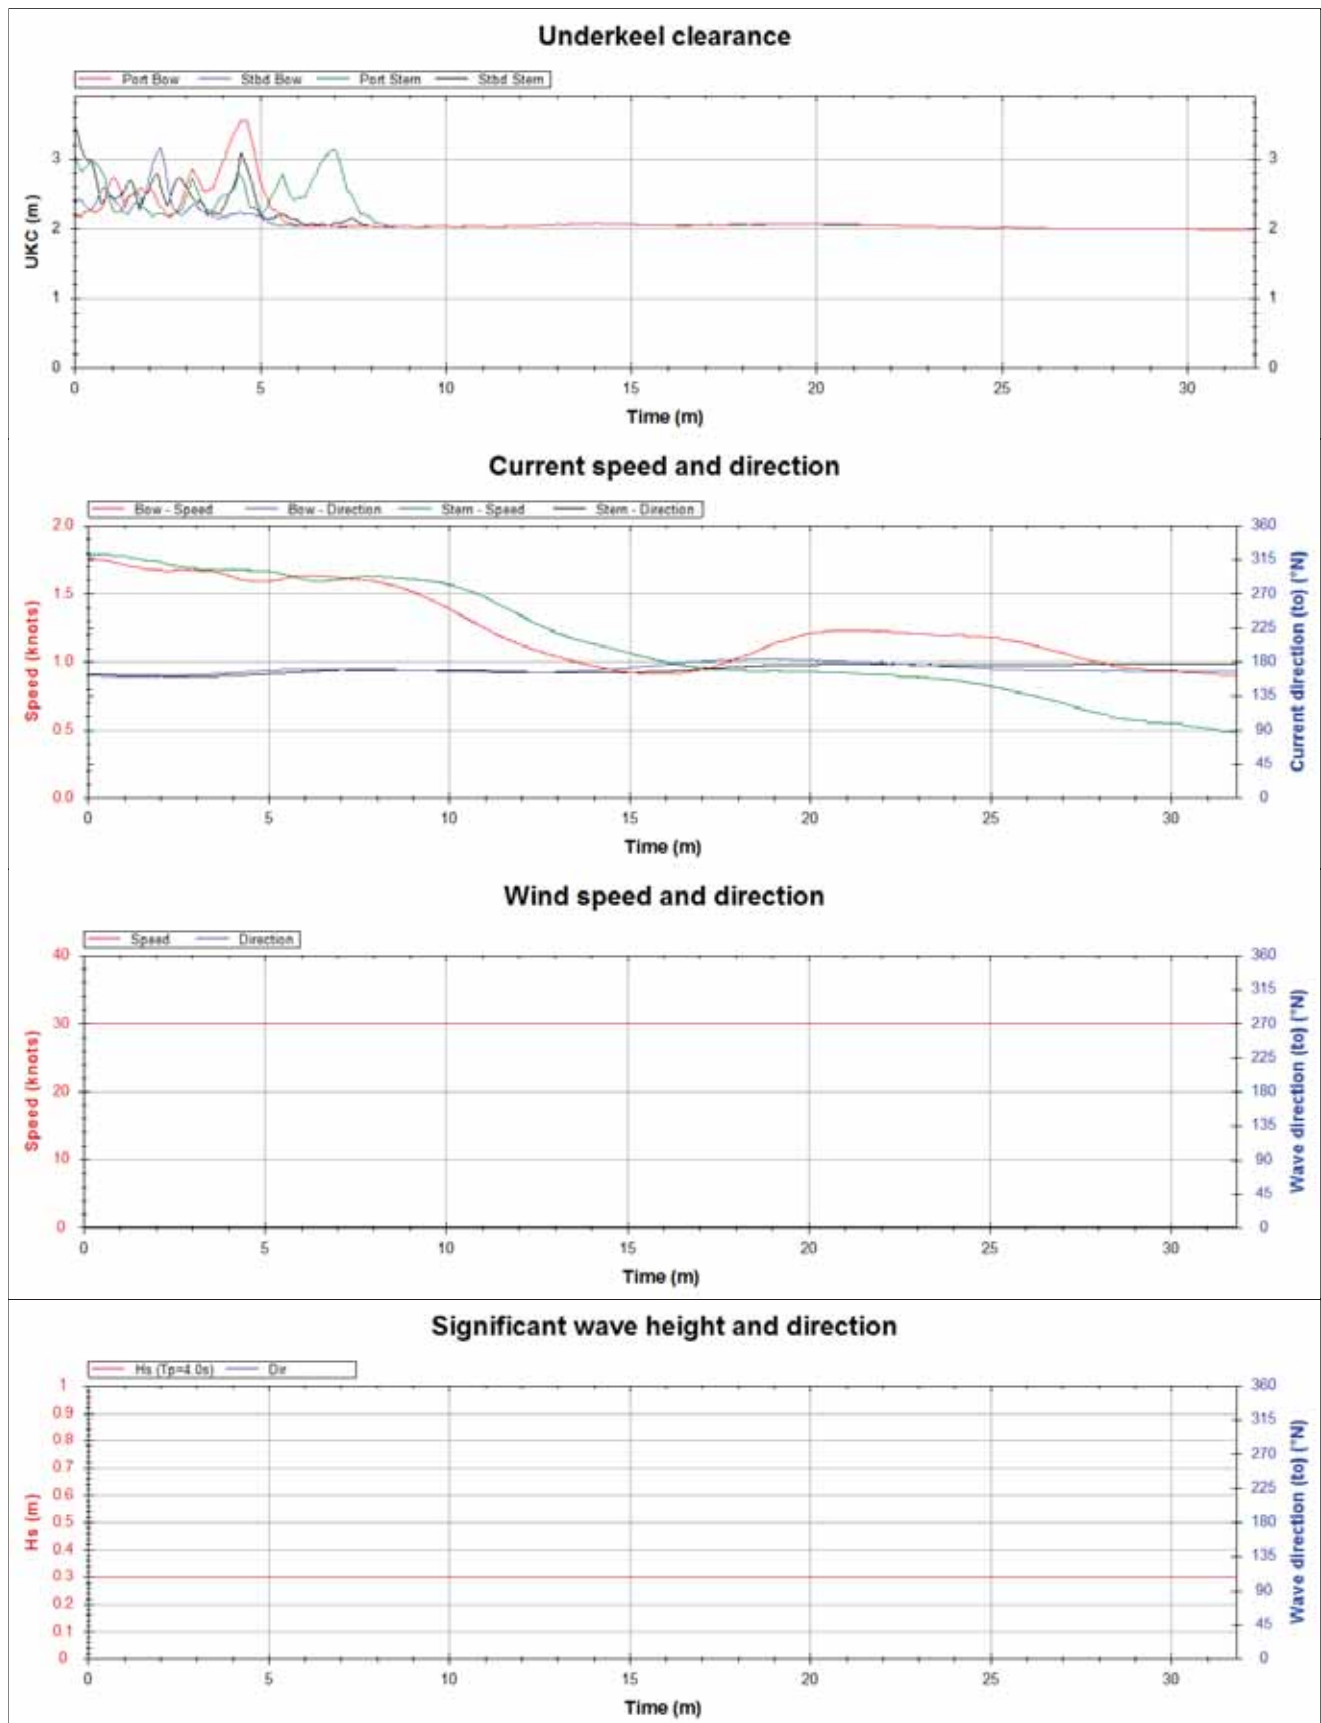 Underkeel clearance
Port Bow Stbd Bow Port Stern Stbd Stern
3 3
2 2
1 1
0 0
UKC (m)
0 5 10 15 20 25 30
Time (m)
Current speed and direction
Bow - Speed Bow - Direction Stern - Speed Stern - Direction
2.0 360
315
1.5 270
225
1.0 180
135
0.5 90
45
0.0 0
Speed (knots)
Current direction (to) (°N)
0 5 10 15 20 25 30
Time (m)
Wind speed and direction
Speed Direction
40 360
315
30 270
225
20 180
135
10 90
45
0 0
Speed (knots)
Wave direction (to) (°N)
0 5 10 15 20 25 30
Time (m)
Significant wave height and direction
Hs (Tp=4.0s) Dir
1 360
0.9 315
0.8
0.7 270
0.6 225
0.5 180
0.4 135
0.3
0.2 90
0.1 45
0 0
Hs (m)
Wave direction (to) (°N)
0 5 10 15 20 25 30
Time (m)